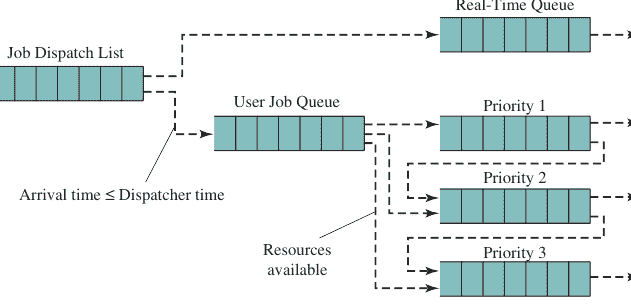 Real-Time Queue
Job Dispatch List
User Job Queue
Priority 1
Arrival time ≤ Dispatcher time
Priority 2
Resources
available
Priority 3